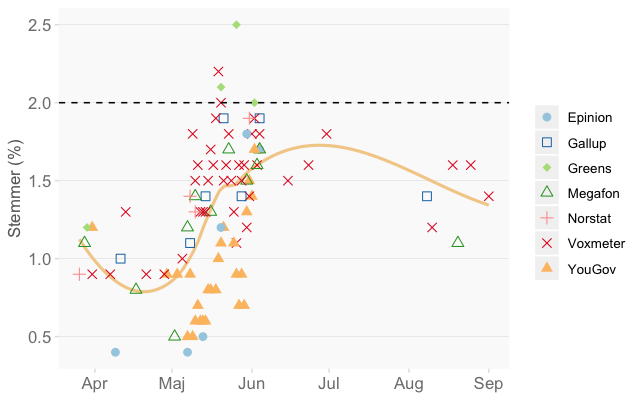 2.5
2.0
1.5
1.0
0.5
Stemmer (%)
Apr Maj Jun Jul Aug Sep
Epinion
Gallup
Greens
Megafon
Norstat
Voxmeter
YouGov